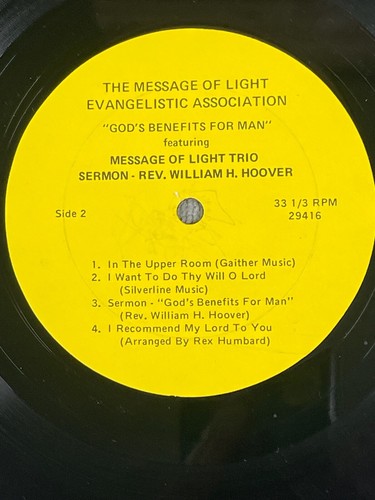 THE MESSAGE OF LIGHT
EVANGELISTIC ASSOCIATION
"GOD'S BENEFITS FOR MAN"
featuring
MESSAGE OF LIGHT TRIO
SERMON - REV. WILLIAM H. HOOVER
Side 2
33 1/3 RPM
29416
1. In The Upper Room (Gaither Music)
2. I Want To Do Thy Will O Lord
(Silverline Music)
3. Sermon - "God's Benefits For Man"
(Rev. William H. Hoover)
4. I Recommend My Lord To You
(Arranged By Rex Humbard)